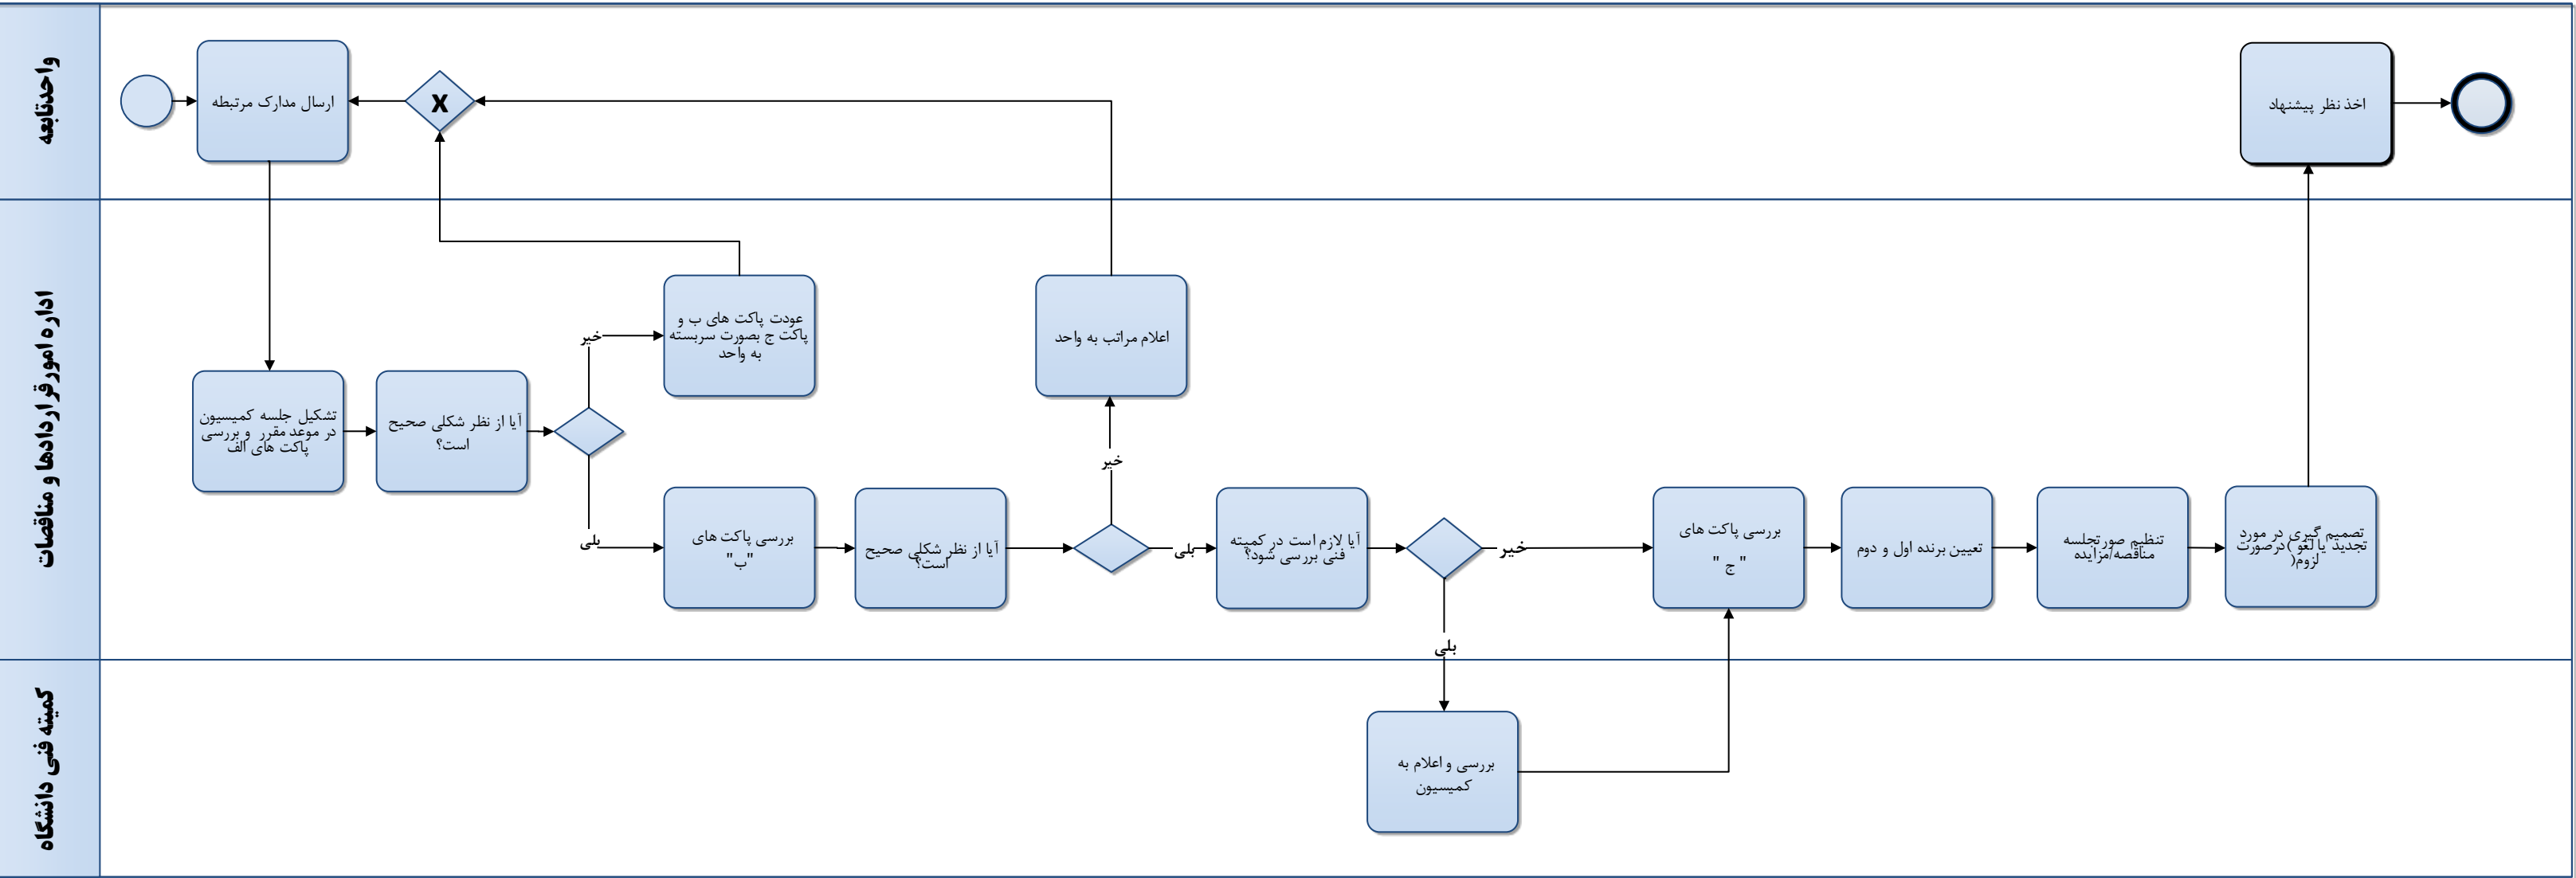 واحدتابعه
ارسال مدارک مرتبطه
X
اخذ نظر پیشنهاد
اداره امورقراردادها و مناقصات
تشکیل جلسه کمیسیون
در موعد مقرر و بررسی
پاکت های الف
آیا از نظر شکلی صحیح
است؟
خیر
عودت پاکت های ب و
پاکت ج بصورت سربسته
به واحد
بلی
بررسی پاکت های
"ب"
آیا از نظر شکلی صحیح
است؟
خیر
اعلام مراتب به واحد
بلی
آیا لازم است در کمیته
فنی بررسی شود؟
خیر
بلی
بررسی پاکت های
" ج "
تعیین برنده اول و دوم
تنظیم صورتجلسه
مناقصه/مزایده
تصمیم گیری در مورد
تجدید یا لغو )درصورت
لزوم(
کمیته فنی دانشگاه
بررسی و اعلام به
کمیسیون